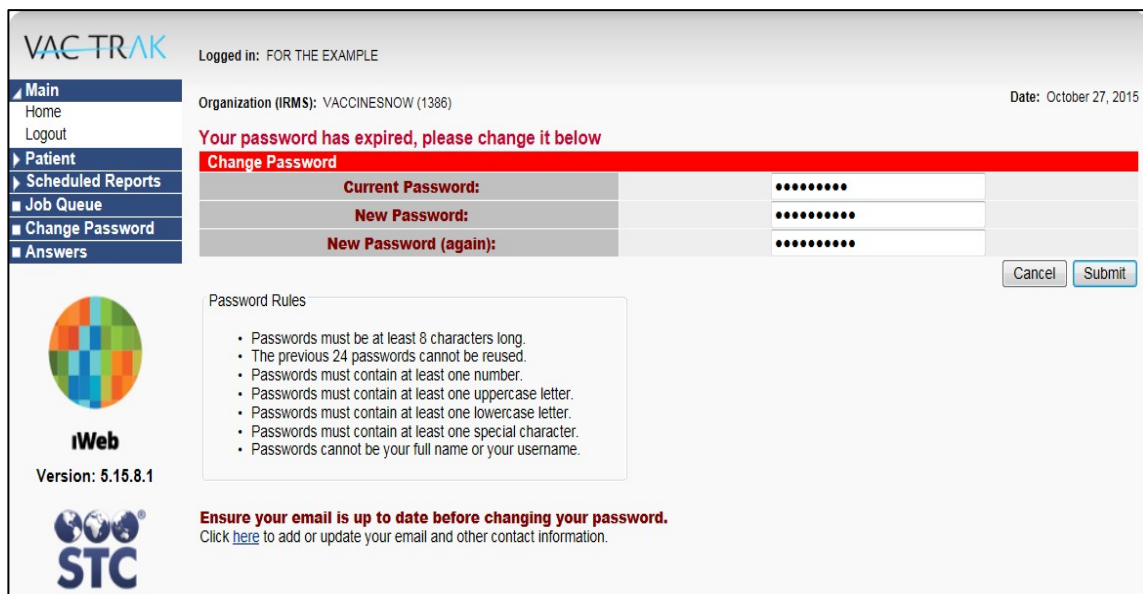 VAC TRAK
Logged in: FOR THE EXAMPLE
Main
Home
Logout
Patient
Scheduled Reports
Job Queue
Change Password
Answers
Organization (IRMS): VACCINESNOW (1386)
Date: October 27, 2015
Your password has expired, please change it below
Change Password
Current Password: •••••••••
New Password: ••••••••••
New Password (again): ••••••••••
Cancel Submit
Password Rules
• Passwords must be at least 8 characters long.
• The previous 24 passwords cannot be reused.
• Passwords must contain at least one number.
• Passwords must contain at least one uppercase letter.
• Passwords must contain at least one lowercase letter.
• Passwords must contain at least one special character.
• Passwords cannot be your full name or your username.
iWeb
Version: 5.15.8.1
STC®
Ensure your email is up to date before changing your password.
Click here to add or update your email and other contact information.